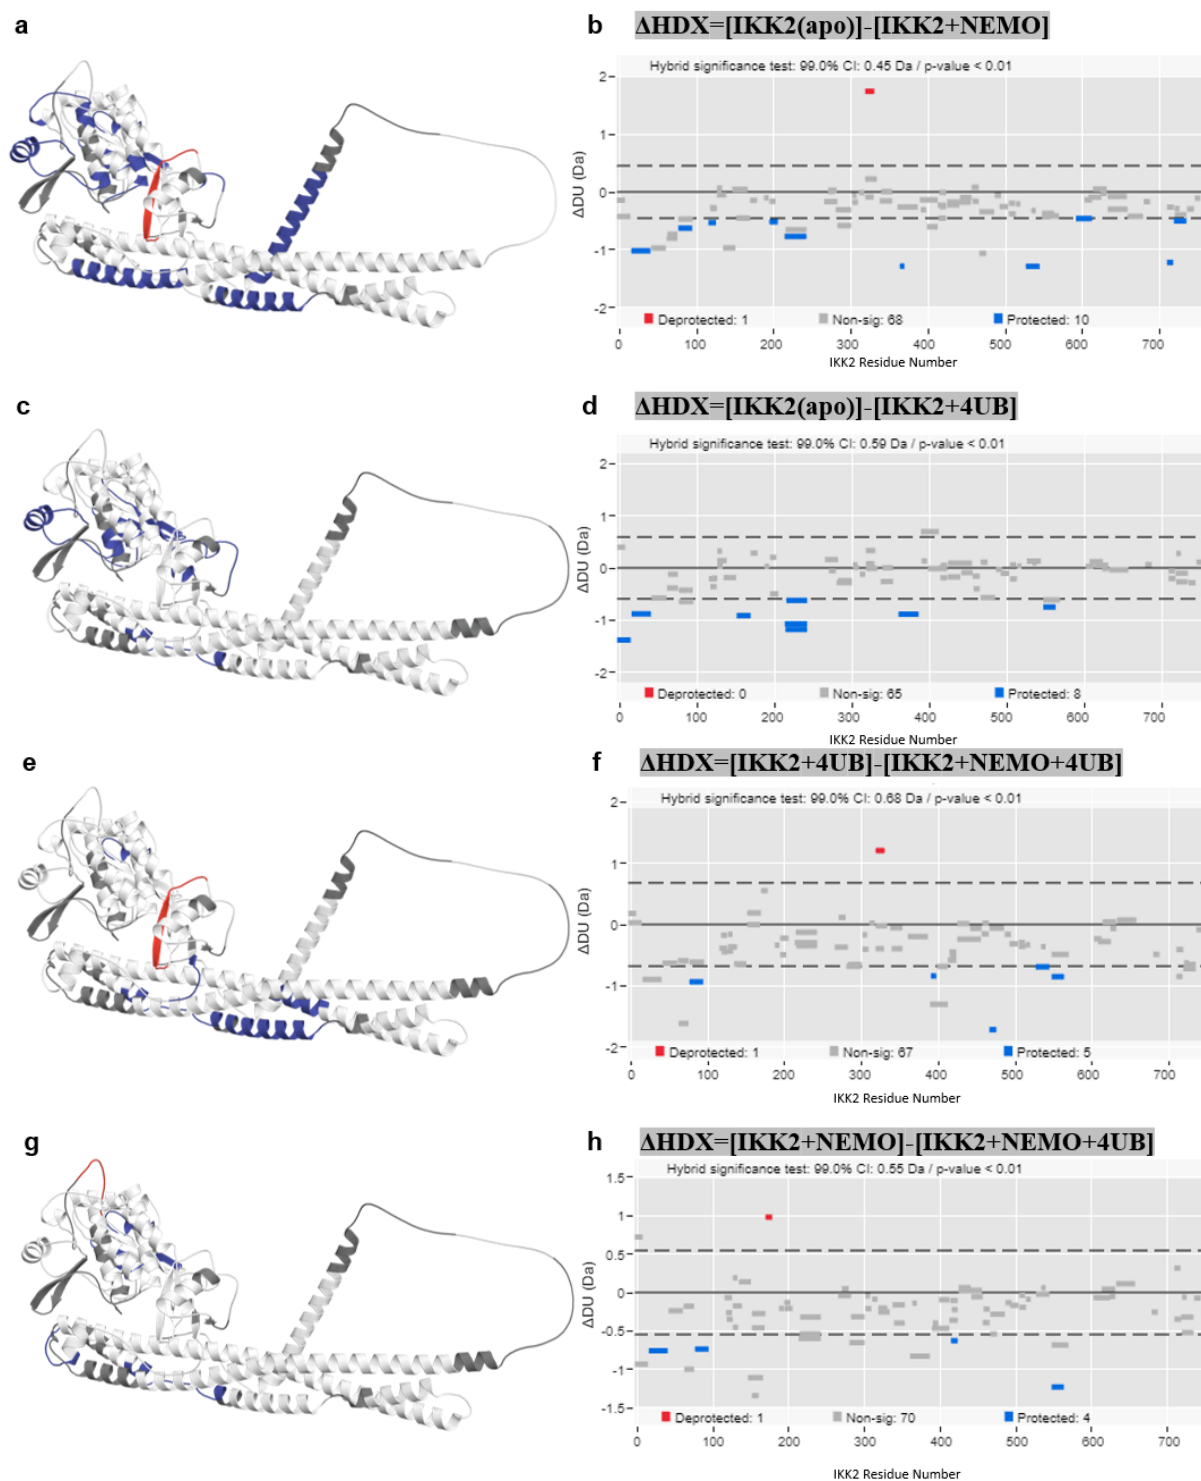 a
b ΔHDX=[IKK2(apo)]-[IKK2+NEMO]
Hybrid significance test: 99.0% CI: 0.45 Da / p-value < 0.01
2
1
0
-1
-2
ΔDU (Da)
Deprotected: 1 Non-sig: 68 Protected: 10
0 100 200 300 400 500 600 700
IKK2 Residue Number
c
d ΔHDX=[IKK2(apo)]-[IKK2+4UB]
Hybrid significance test: 99.0% CI: 0.59 Da / p-value < 0.01
2
1
0
-1
-2
ΔDU (Da)
Deprotected: 0 Non-sig: 65 Protected: 8
0 100 200 300 400 500 600 700
IKK2 Residue Number
e
f ΔHDX=[IKK2+4UB]-[IKK2+NEMO+4UB]
Hybrid significance test: 99.0% CI: 0.68 Da / p-value < 0.01
2
1
0
-1
-2
ΔDU (Da)
Deprotected: 1 Non-sig: 67 Protected: 5
0 100 200 300 400 500 600 700
IKK2 Residue Number
g
h ΔHDX=[IKK2+NEMO]-[IKK2+NEMO+4UB]
Hybrid significance test: 99.0% CI: 0.55 Da / p-value < 0.01
1.5
1
0.5
0
-0.5
-1
-1.5
ΔDU (Da)
Deprotected: 1 Non-sig: 70 Protected: 4
0 100 200 300 400 500 600 700
IKK2 Residue Number